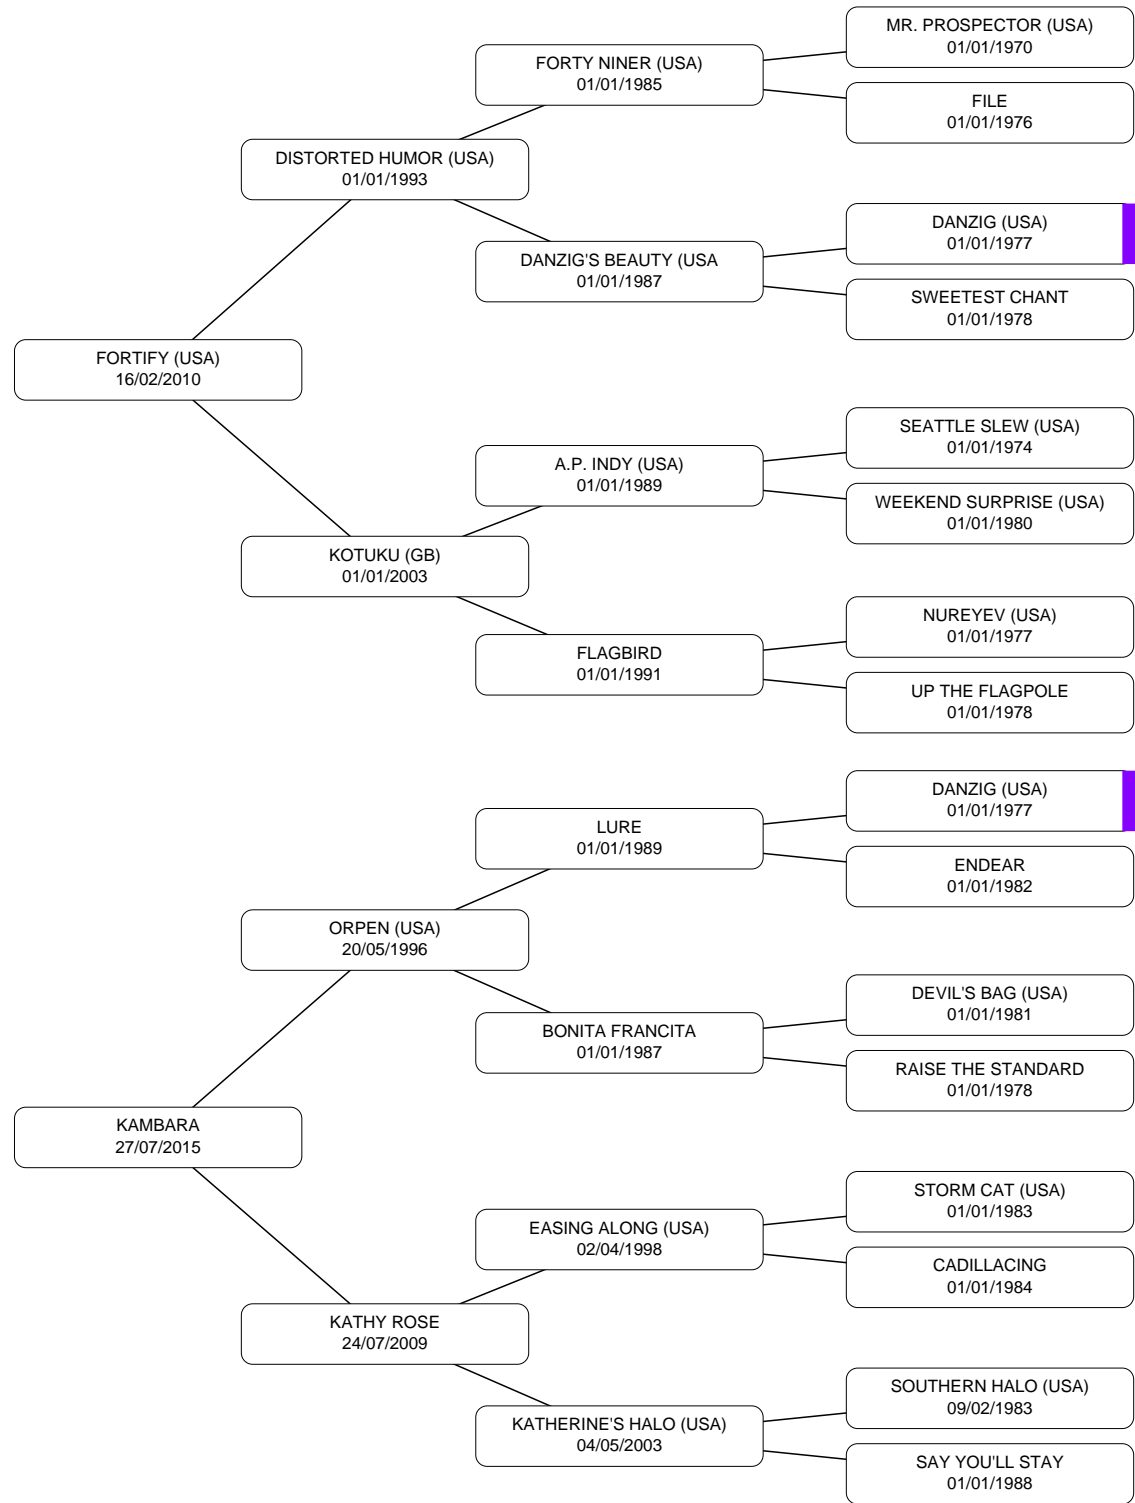 MR. PROSPECTOR (USA)
01/01/1970
FORTY NINER (USA)
01/01/1985
FILE
01/01/1976
DISTORTED HUMOR (USA)
01/01/1993
DANZIG (USA)
01/01/1977
DANZIG'S BEAUTY (USA
01/01/1987
SWEETEST CHANT
01/01/1978
FORTIFY (USA)
16/02/2010
SEATTLE SLEW (USA)
01/01/1974
A.P. INDY (USA)
01/01/1989
WEEKEND SURPRISE (USA)
01/01/1980
KOTUKU (GB)
01/01/2003
NUREYEV (USA)
01/01/1977
FLAGBIRD
01/01/1991
UP THE FLAGPOLE
01/01/1978
DANZIG (USA)
01/01/1977
LURE
01/01/1989
ENDEAR
01/01/1982
ORPEN (USA)
20/05/1996
DEVIL'S BAG (USA)
01/01/1981
BONITA FRANCITA
01/01/1987
RAISE THE STANDARD
01/01/1978
KAMBARA
27/07/2015
STORM CAT (USA)
01/01/1983
EASING ALONG (USA)
02/04/1998
CADILLACING
01/01/1984
KATHY ROSE
24/07/2009
SOUTHERN HALO (USA)
09/02/1983
KATHERINE'S HALO (USA)
04/05/2003
SAY YOU'LL STAY
01/01/1988